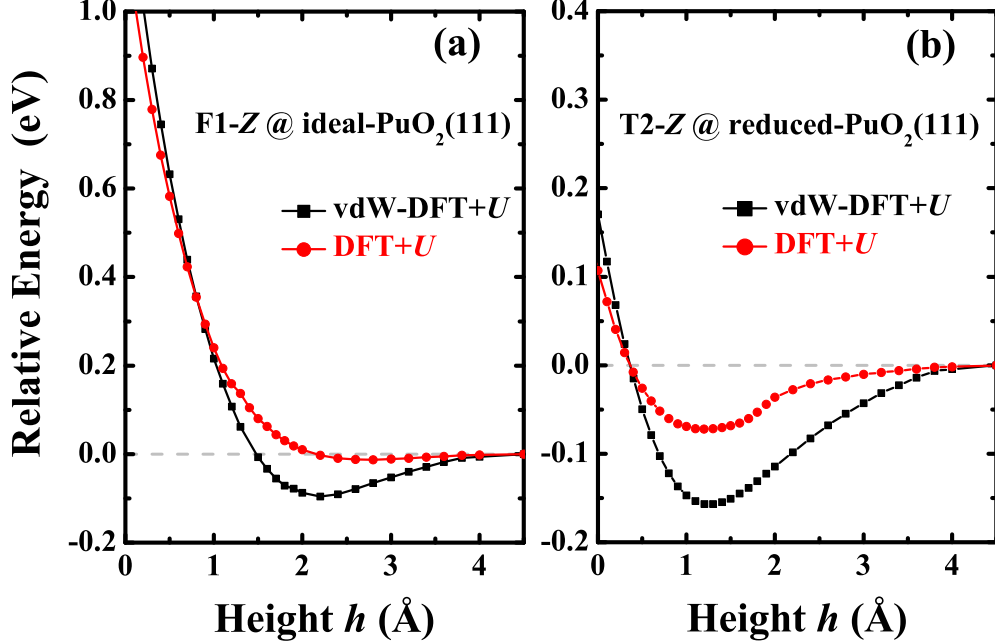 Relative Energy (eV)
1.0
0.8
0.6
0.4
0.2
0.0
-0.2
(a)
F1-Z @ ideal-PuO₂(111)
vdW-DFT+U
DFT+U
0 1 2 3 4
Height h (Å)
0.4
0.3
0.2
0.1
0.0
-0.1
-0.2
(b)
T2-Z @ reduced-PuO₂(111)
vdW-DFT+U
DFT+U
0 1 2 3 4
Height h (Å)